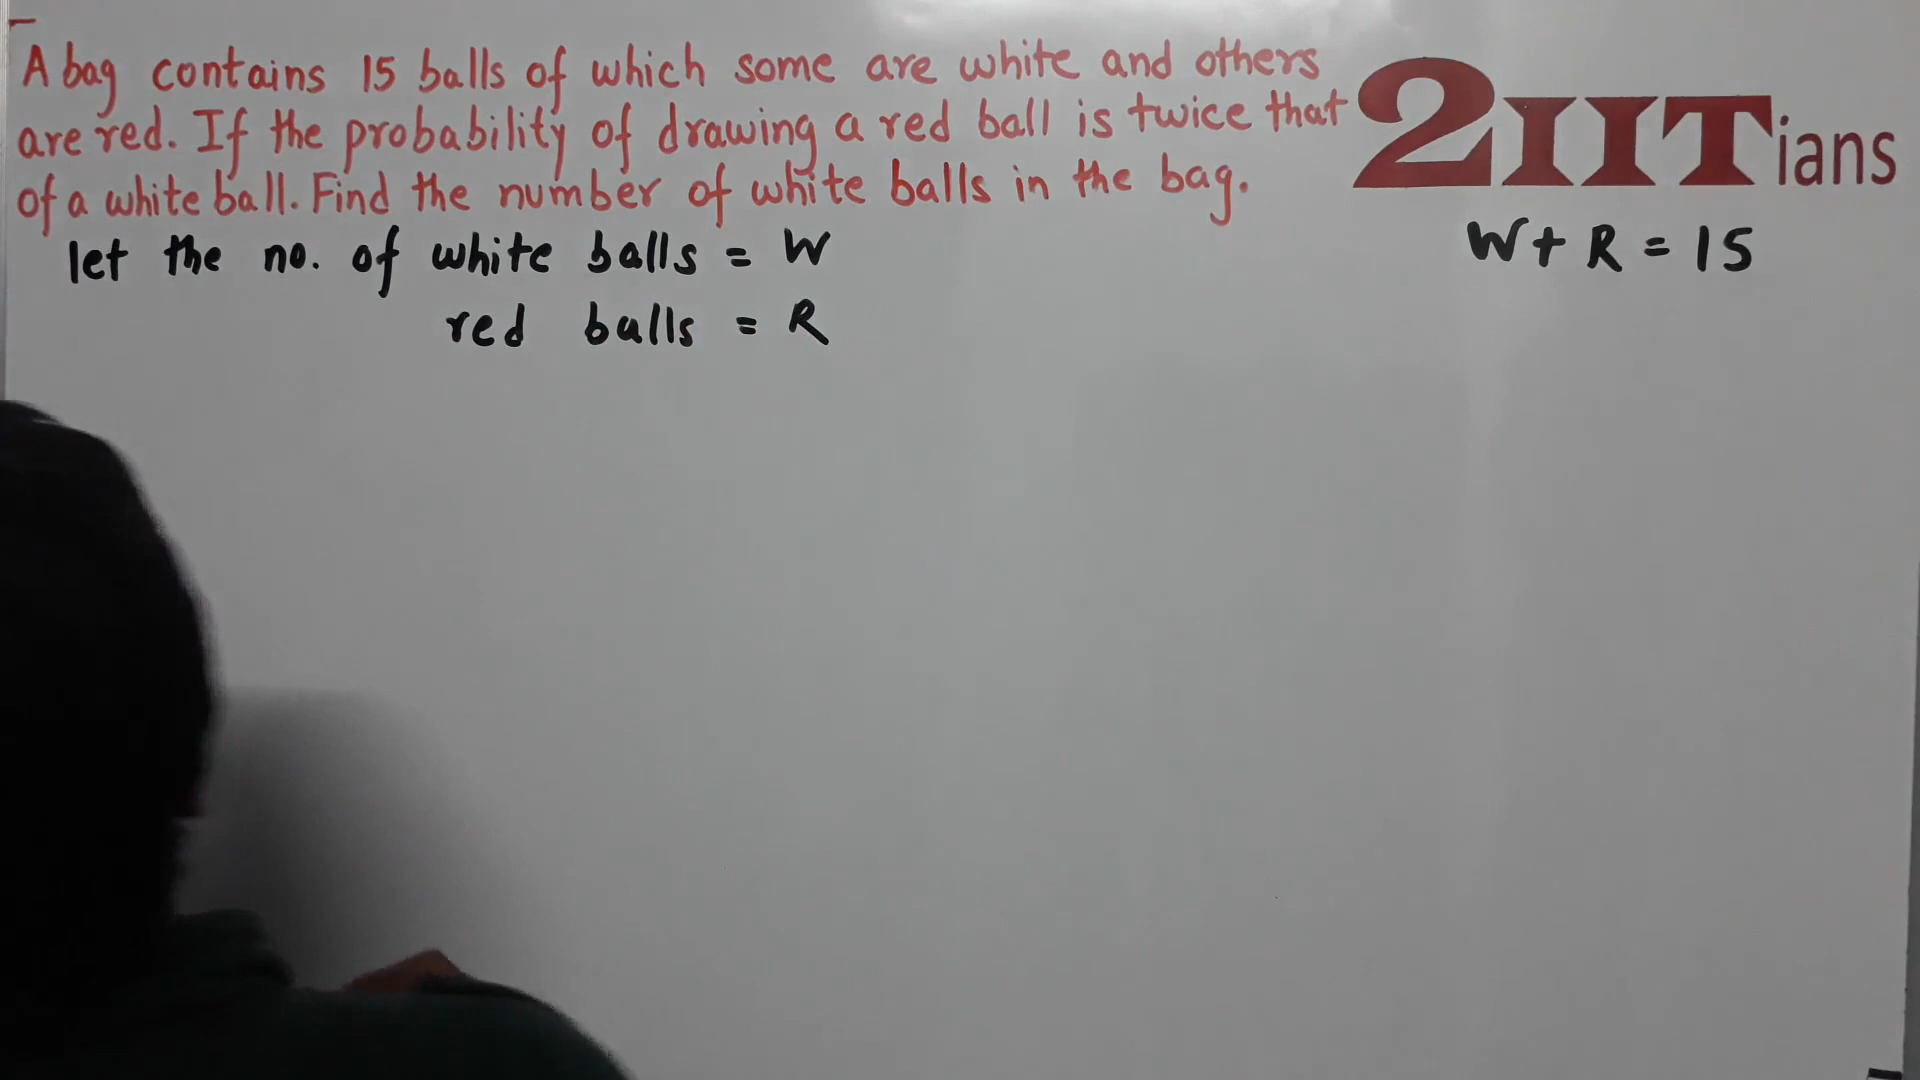 A bag contains 15 balls of which some are white and others
are red. If the probability of drawing a red ball is twice that
of a white ball. Find the number of white balls in the bag.
2IITians
let the no. of white balls = W
W + R = 15
red balls = R